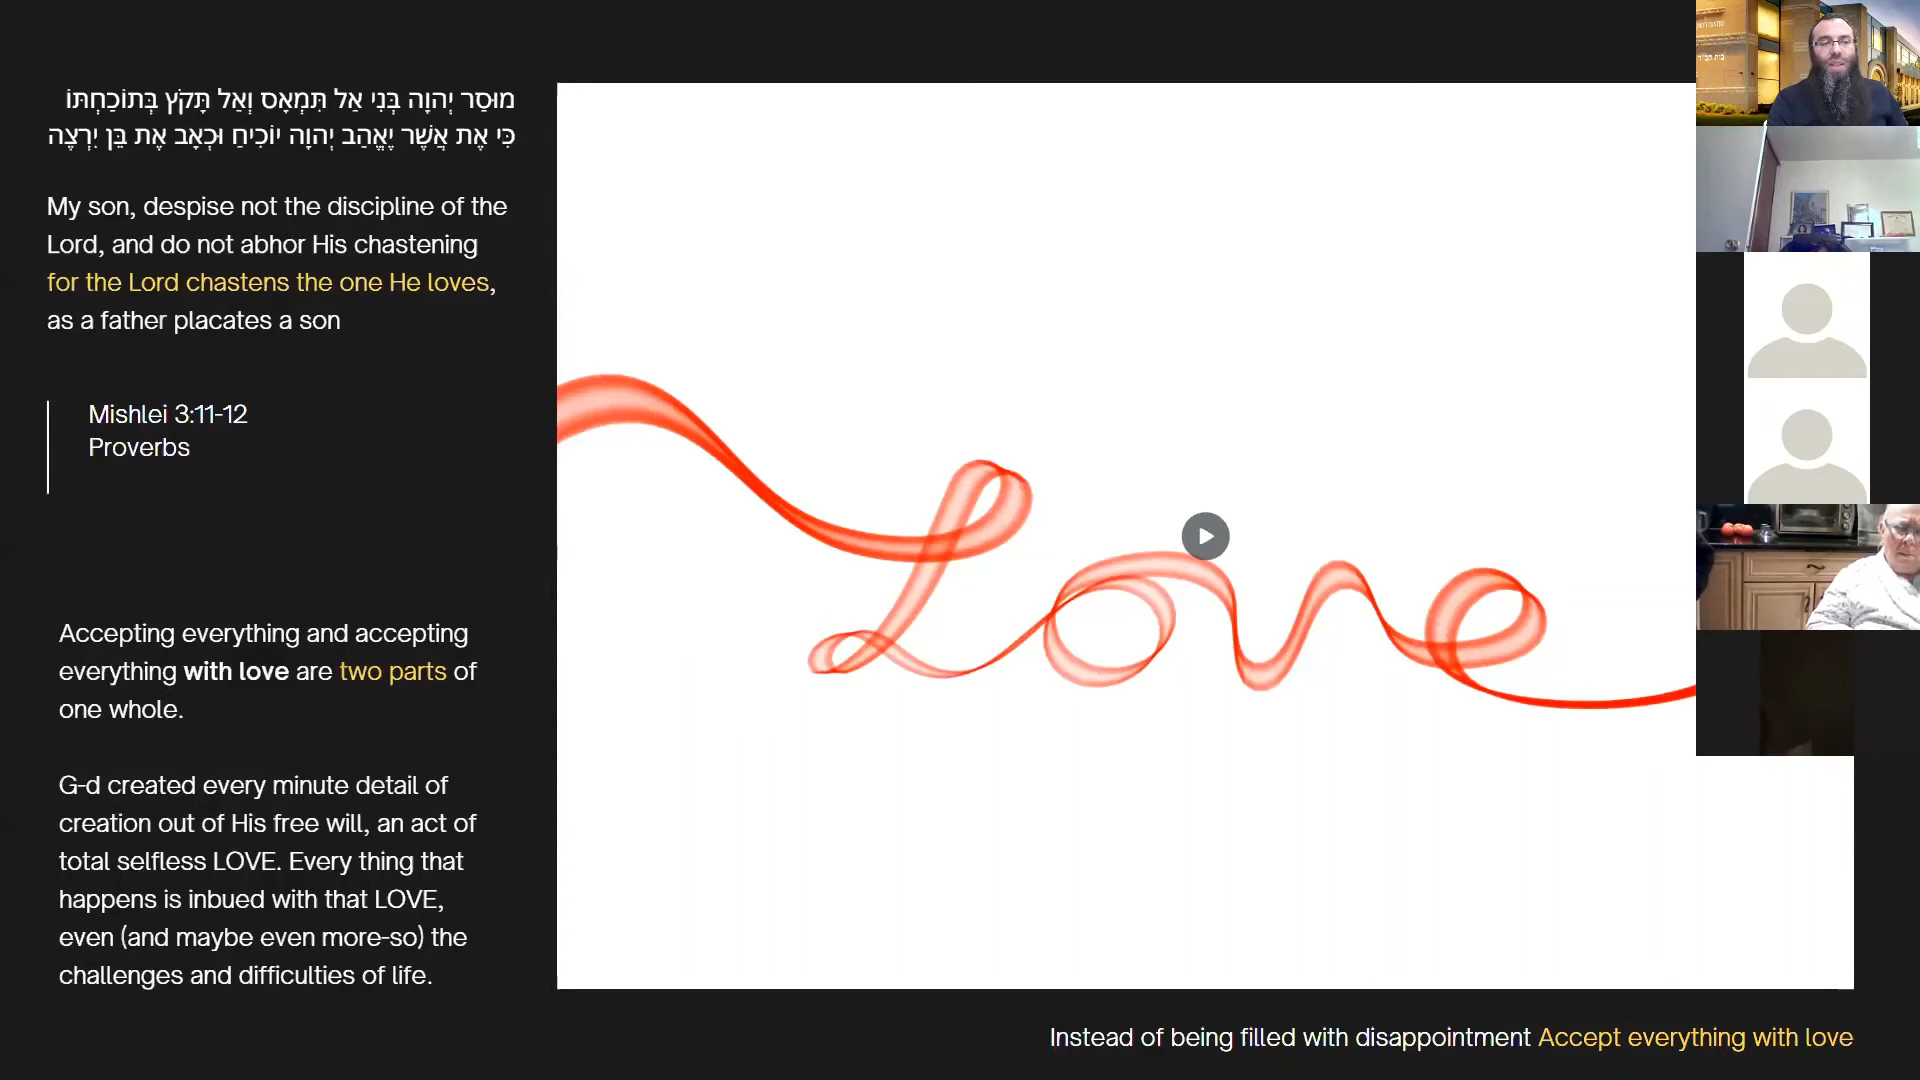 מוּסַר יְהוָה בְּנִי אַל תִּמְאָס וְאַל תָּקֹץ בְּתוֹכַחְתּוֹ
כִּי אֶת אֲשֶׁר יֶאֱהַב יְהוָה יוֹכִיחַ וּכְאָב אֶת בֵּן יִרְצֶה
My son, despise not the discipline of the
Lord, and do not abhor His chastening
for the Lord chastens the one He loves,
as a father placates a son
Mishlei 3:11-12
Proverbs
Accepting everything and accepting
everything with love are two parts of
one whole.
G-d created every minute detail of
creation out of His free will, an act of
total selfless LOVE. Every thing that
happens is inbued with that LOVE,
even (and maybe even more-so) the
challenges and difficulties of life.
Love
Instead of being filled with disappointment Accept everything with love